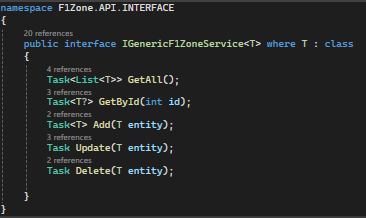 namespace F1Zone.API.INTERFACE
{
20 references
public interface IGenericF1ZoneService<T> where T : class
{
4 references
Task<List<T>> GetAll();
3 references
Task<T?> GetById(int id);
2 references
Task<T> Add(T entity);
3 references
Task Update(T entity);
2 references
Task Delete(T entity);
}
}